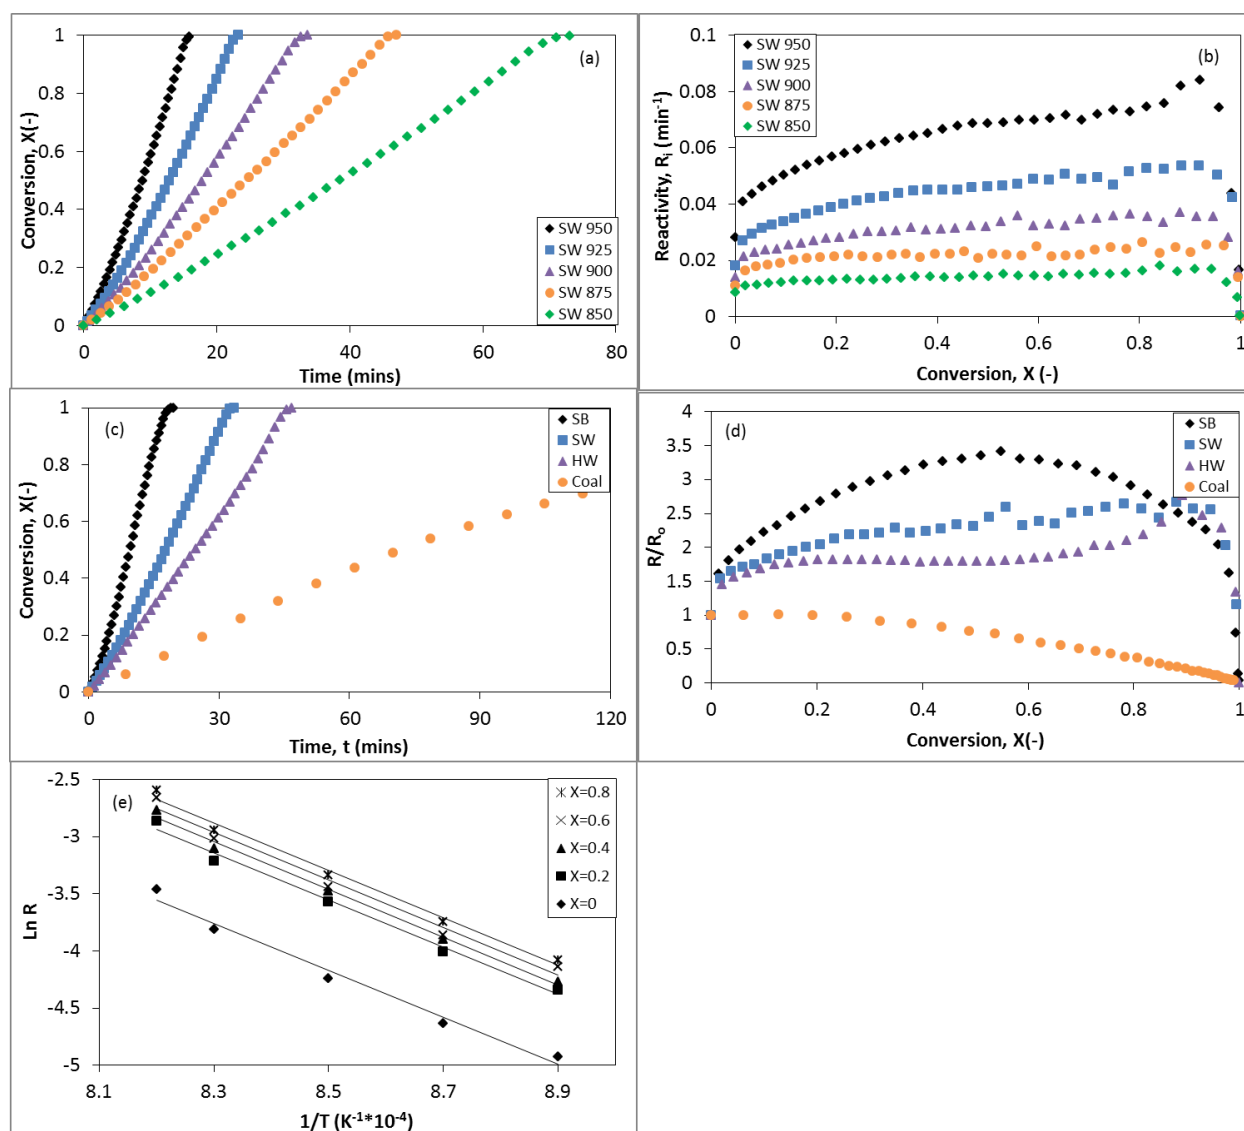 (a)
Conversion, X(-)
1
0.8
0.6
0.4
0.2
0
0
20
40
60
80
Time (mins)
SW 950
SW 925
SW 900
SW 875
SW 850
(b)
Reactivity, Ri (min-1)
0.1
0.08
0.06
0.04
0.02
0
0
0.2
0.4
0.6
0.8
1
Conversion, X (-)
SW 950
SW 925
SW 900
SW 875
SW 850
(c)
Conversion, X(-)
1
0.8
0.6
0.4
0.2
0
0
30
60
90
120
Time, t (mins)
SB
SW
HW
Coal
(d)
R/Ro
4
3.5
3
2.5
2
1.5
1
0.5
0
0
0.2
0.4
0.6
0.8
1
Conversion, X(-)
SB
SW
HW
Coal
(e)
Ln R
-2.5
-3
-3.5
-4
-4.5
-5
8.1
8.3
8.5
8.7
8.9
1/T (K-1*10-4)
X=0.8
X=0.6
X=0.4
X=0.2
X=0